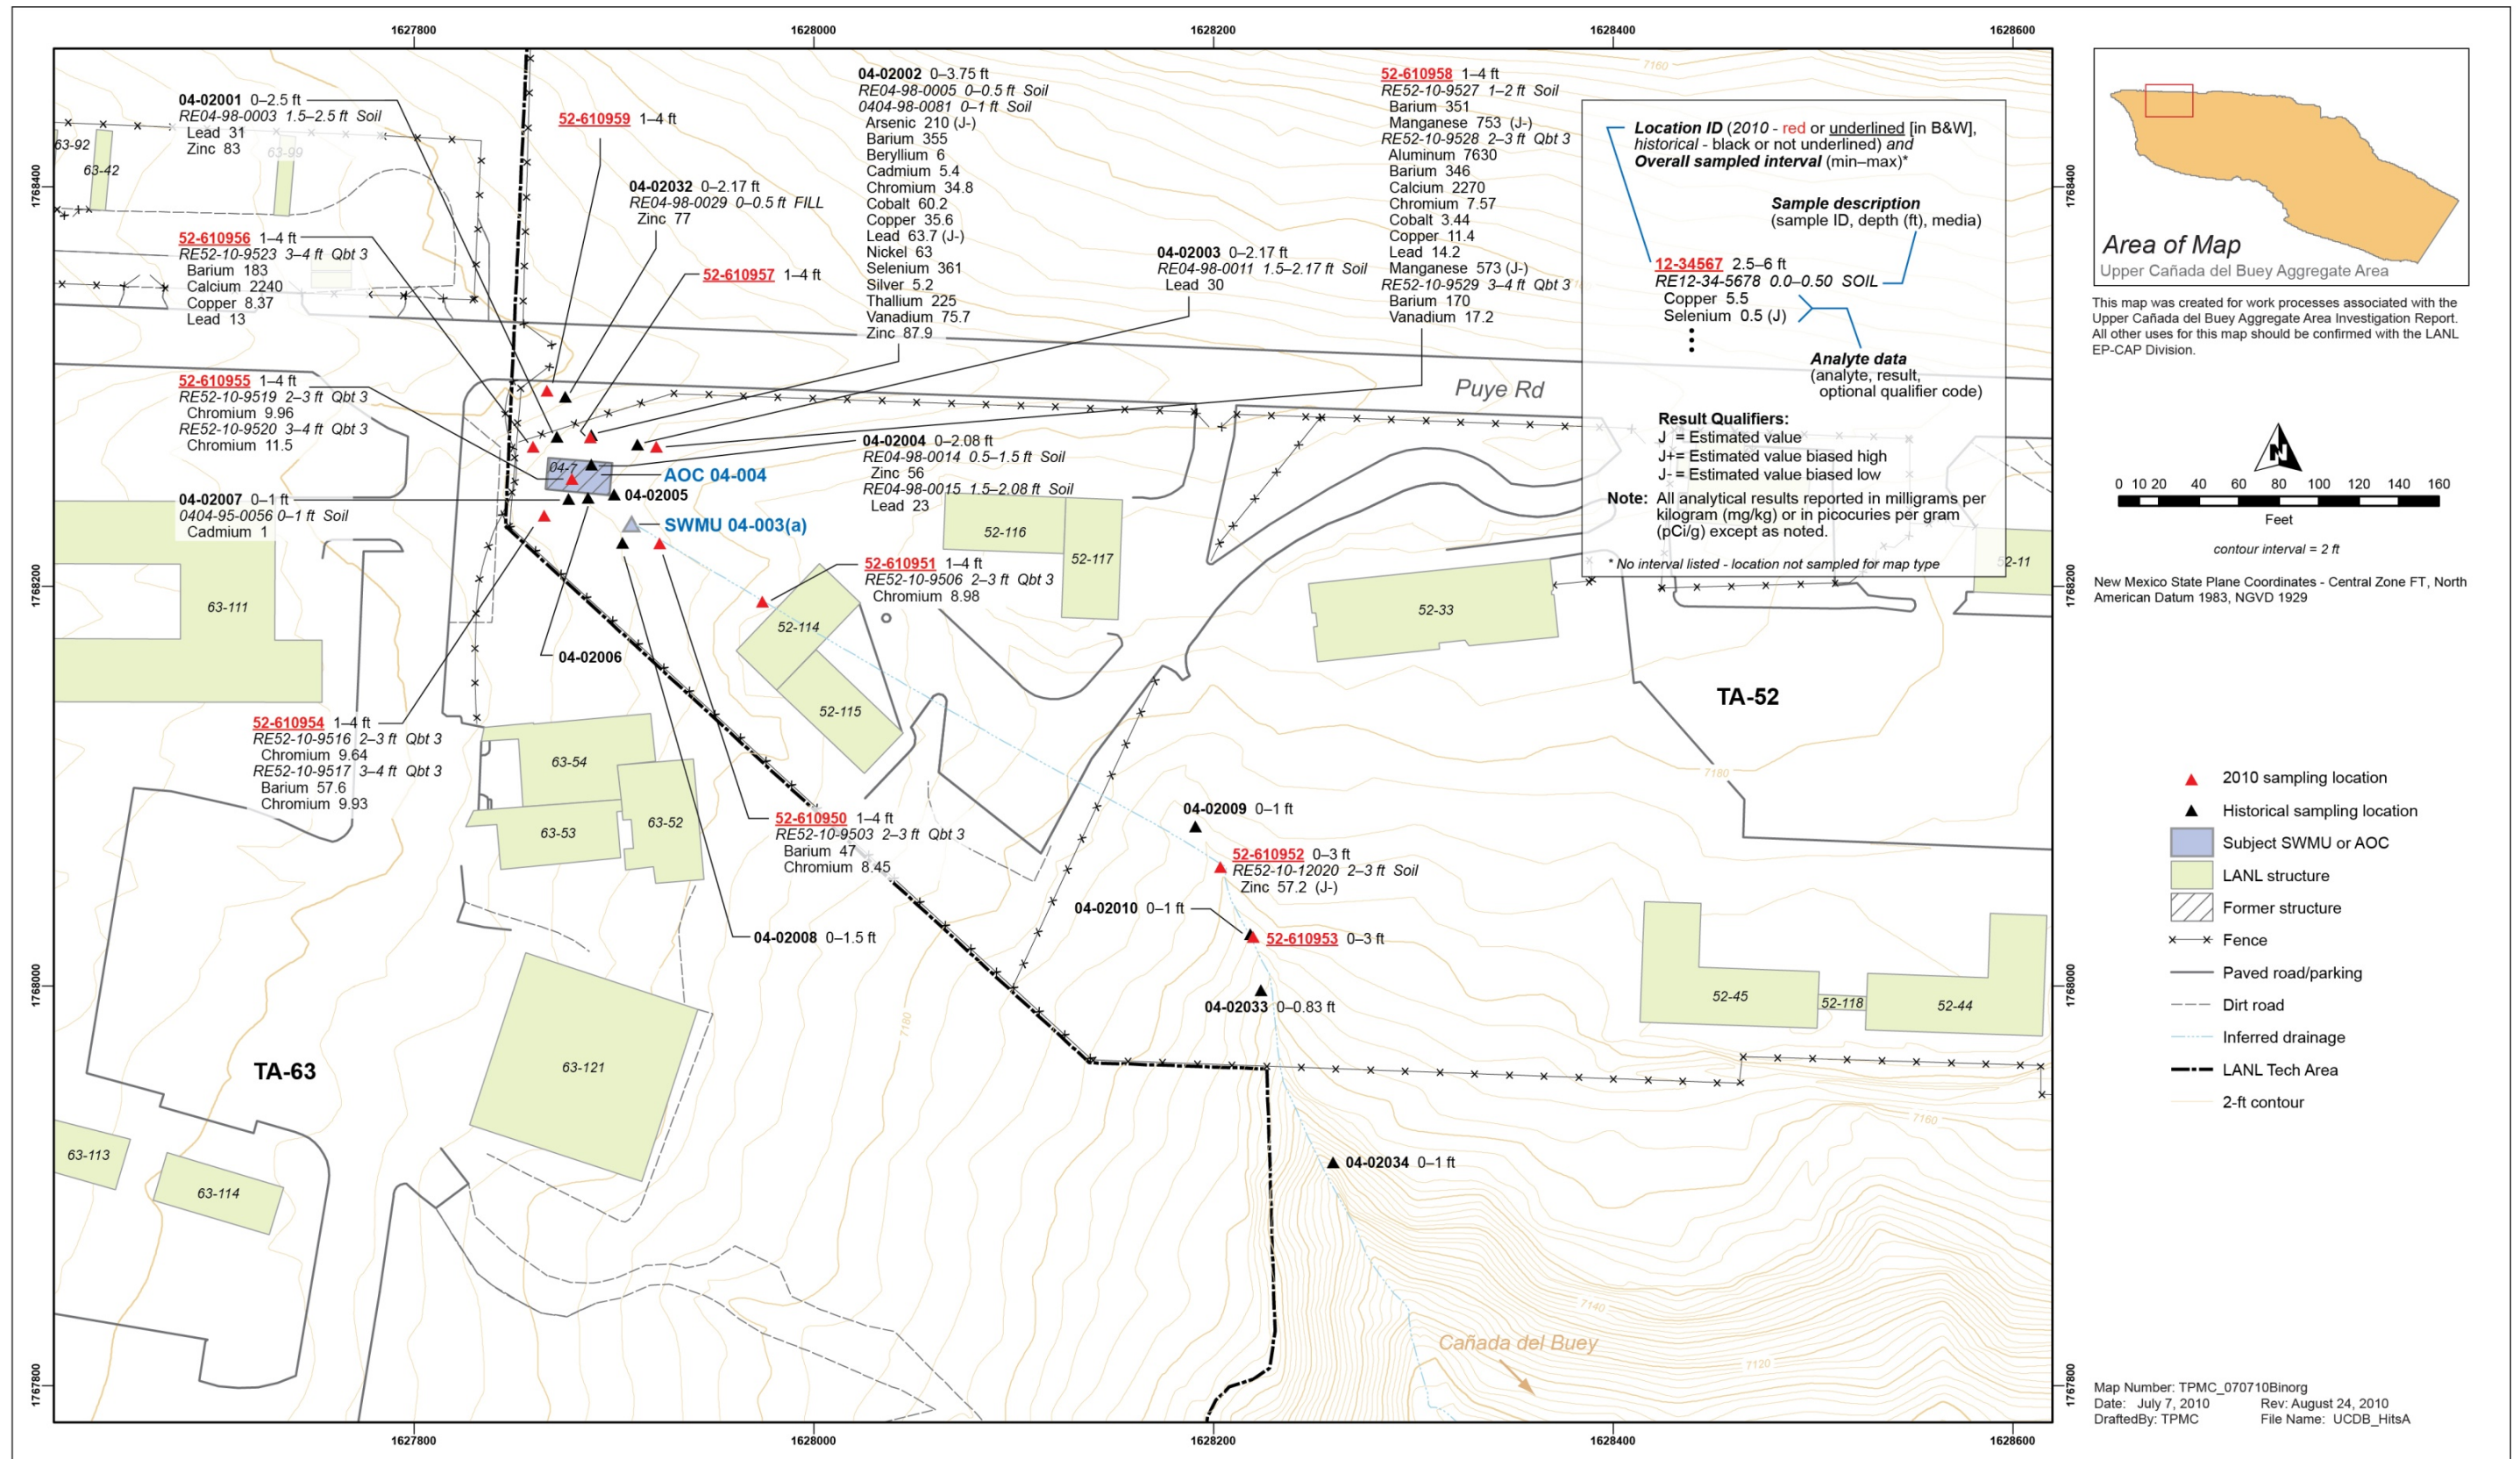 1627800
1628000
1628200
1628400
1628600
1768400
1768200
1768000
1767800
04-02001 0–2.5 ft
RE04-98-0003 1.5–2.5 ft Soil
Lead 31
Zinc 83
63-92
63-42
63-99
52-610959 1–4 ft
04-02032 0–2.17 ft
RE04-98-0029 0–0.5 ft FILL
Zinc 77
52-610956 1–4 ft
RE52-10-9523 3–4 ft Qbt 3
Barium 183
Calcium 2240
Copper 8.37
Lead 13
52-610957 1–4 ft
04-02002 0–3.75 ft
RE04-98-0005 0–0.5 ft Soil
0404-98-0081 0–1 ft Soil
Arsenic 210 (J-)
Barium 355
Beryllium 6
Cadmium 5.4
Chromium 34.8
Cobalt 60.2
Copper 35.6
Lead 63.7 (J-)
Nickel 63
Selenium 361
Silver 5.2
Thallium 225
Vanadium 75.7
Zinc 87.9
04-02003 0–2.17 ft
RE04-98-0011 1.5–2.17 ft Soil
Lead 30
52-610958 1–4 ft
RE52-10-9527 1–2 ft Soil
Barium 351
Manganese 753 (J-)
RE52-10-9528 2–3 ft Qbt 3
Aluminum 7630
Barium 346
Calcium 2270
Chromium 7.57
Cobalt 3.44
Copper 11.4
Lead 14.2
Manganese 573 (J-)
RE52-10-9529 3–4 ft Qbt 3
Barium 170
Vanadium 17.2
7160
Location ID (2010 - red or underlined [in B&W],
historical - black or not underlined) and
Overall sampled interval (min–max)*
Sample description
(sample ID, depth (ft), media)
12-34567 2.5–6 ft
RE12-34-5678 0.0–0.50 SOIL
Copper 5.5
Selenium 0.5 (J)
Analyte data
(analyte, result,
optional qualifier code)
Result Qualifiers:
J = Estimated value
J+= Estimated value biased high
J- = Estimated value biased low
Note: All analytical results reported in milligrams per
kilogram (mg/kg) or in picocuries per gram
(pCi/g) except as noted.
* No interval listed - location not sampled for map type
52-610955 1–4 ft
RE52-10-9519 2–3 ft Qbt 3
Chromium 9.96
RE52-10-9520 3–4 ft Qbt 3
Chromium 11.5
Puye Rd
04-02004 0–2.08 ft
RE04-98-0014 0.5–1.5 ft Soil
Zinc 56
RE04-98-0015 1.5–2.08 ft Soil
Lead 23
04-7
AOC 04-004
04-02005
SWMU 04-003(a)
04-02007 0–1 ft
0404-95-0056 0–1 ft Soil
Cadmium 1
52-116
52-117
52-11
52-610951 1–4 ft
RE52-10-9506 2–3 ft Qbt 3
Chromium 8.98
63-111
52-114
52-33
04-02006
TA-52
52-115
52-610954 1–4 ft
RE52-10-9516 2–3 ft Qbt 3
Chromium 9.64
RE52-10-9517 3–4 ft Qbt 3
Barium 57.6
Chromium 9.93
63-54
63-53
63-52
7180
04-02009 0–1 ft
52-610950 1–4 ft
RE52-10-9503 2–3 ft Qbt 3
Barium 47
Chromium 8.45
52-610952 0–3 ft
RE52-10-12020 2–3 ft Soil
Zinc 57.2 (J-)
04-02010 0–1 ft
52-610953 0–3 ft
04-02008 0–1.5 ft
04-02033 0–0.83 ft
52-45
52-118
52-44
7180
TA-63
63-121
7160
63-113
63-114
04-02034 0–1 ft
7140
Cañada del Buey
7120
1768400
1768200
1768000
1767800
1627800
1628000
1628200
1628400
1628600
Area of Map
Upper Cañada del Buey Aggregate Area
This map was created for work processes associated with the
Upper Cañada del Buey Aggregate Area Investigation Report.
All other uses for this map should be confirmed with the LANL
EP-CAP Division.
N
0 10 20 40 60 80 100 120 140 160
Feet
contour interval = 2 ft
New Mexico State Plane Coordinates - Central Zone FT, North
American Datum 1983, NGVD 1929
2010 sampling location
Historical sampling location
Subject SWMU or AOC
LANL structure
Former structure
Fence
Paved road/parking
Dirt road
Inferred drainage
LANL Tech Area
2-ft contour
Map Number: TPMC_070710Binorg
Date: July 7, 2010 Rev: August 24, 2010
DraftedBy: TPMC File Name: UCDB_HitsA